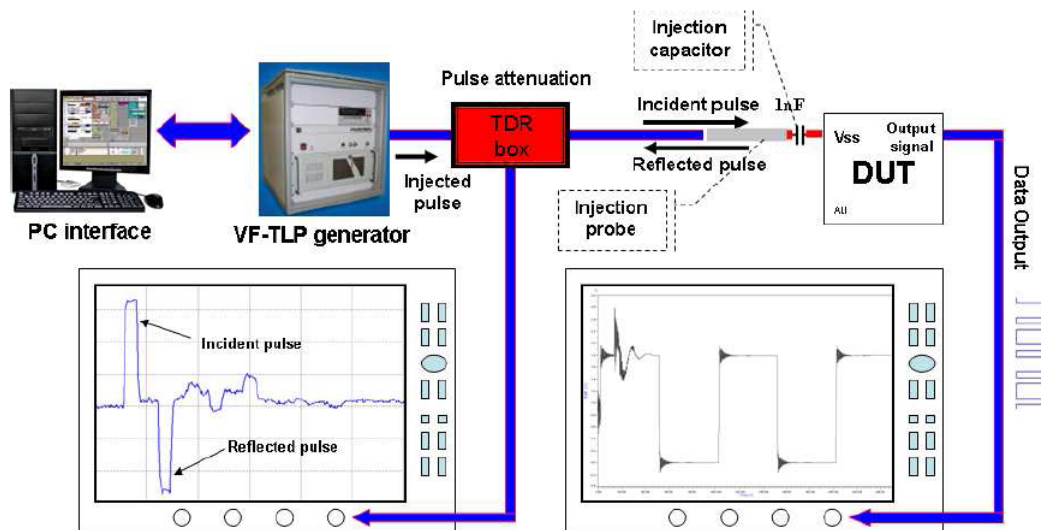 Injection
capacitor
Pulse attenuation
Incident pulse
1nF
TDR
box
Reflected pulse
Injected
pulse
Vss
Output
signal
DUT
Injection
probe
PC interface
VF-TLP generator
Data Output
Incident pulse
Reflected pulse